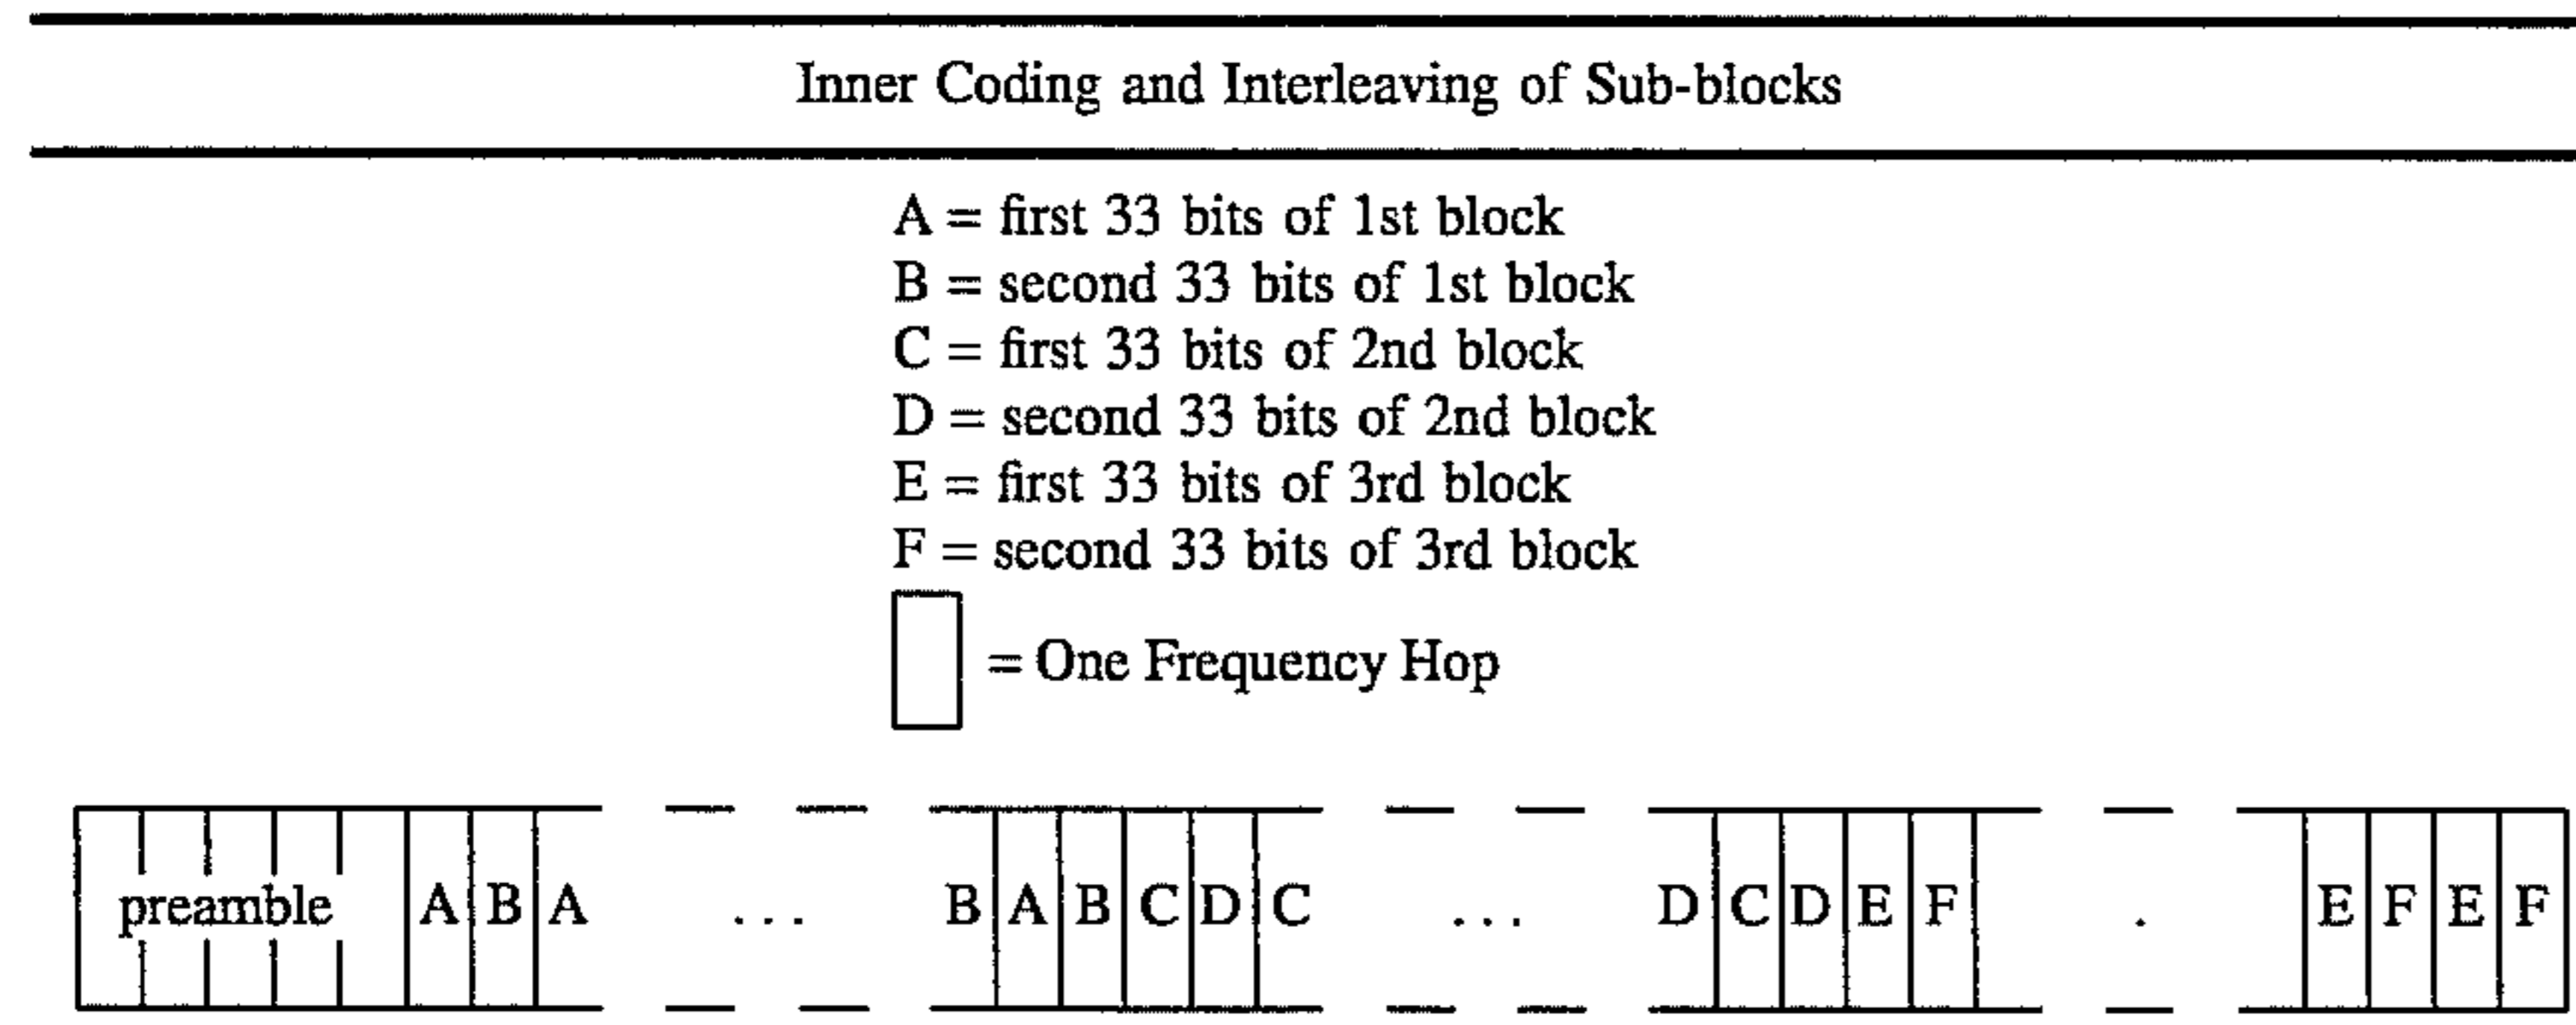 Inner Coding and Interleaving of Sub-blocks
A = first 33 bits of 1st block
B = second 33 bits of 1st block
C = first 33 bits of 2nd block
D = second 33 bits of 2nd block
E = first 33 bits of 3rd block
F = second 33 bits of 3rd block
= One Frequency Hop
preamble A B A ... B A B C D C ... D C D E F . E F E F